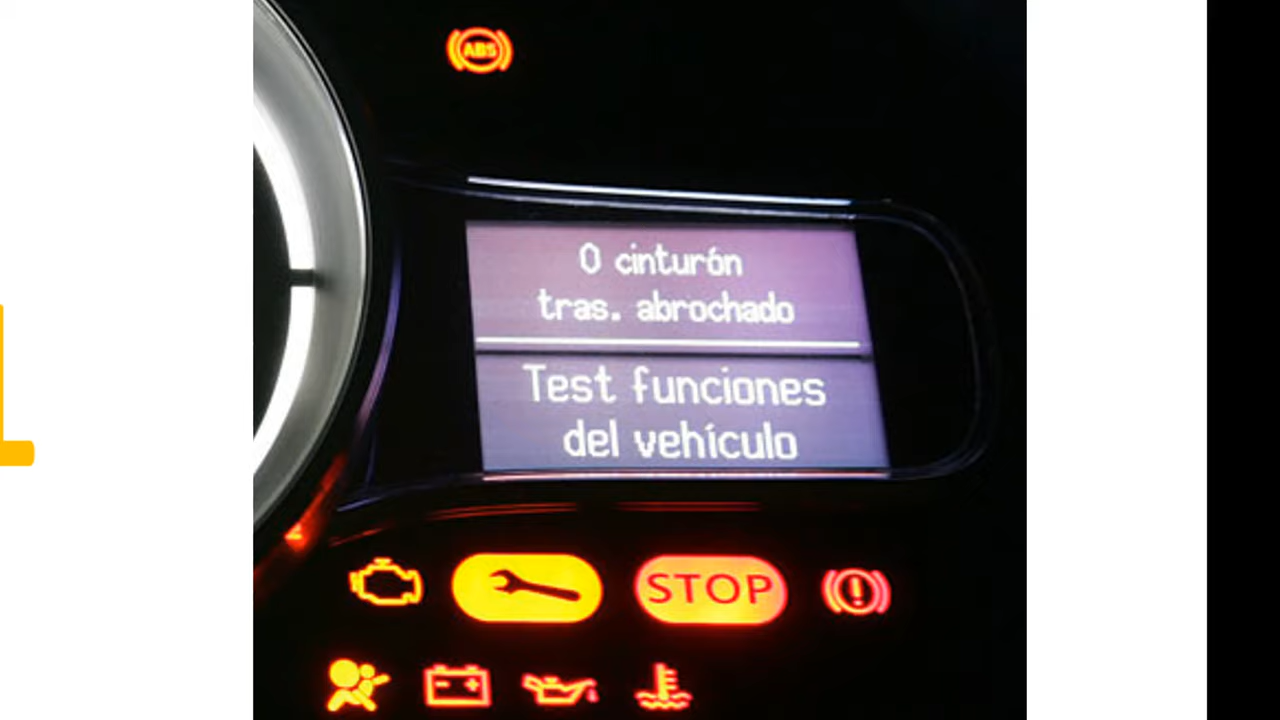 ABS
0 cinturón
tras. abrochado
Test funciones
del vehículo
STOP